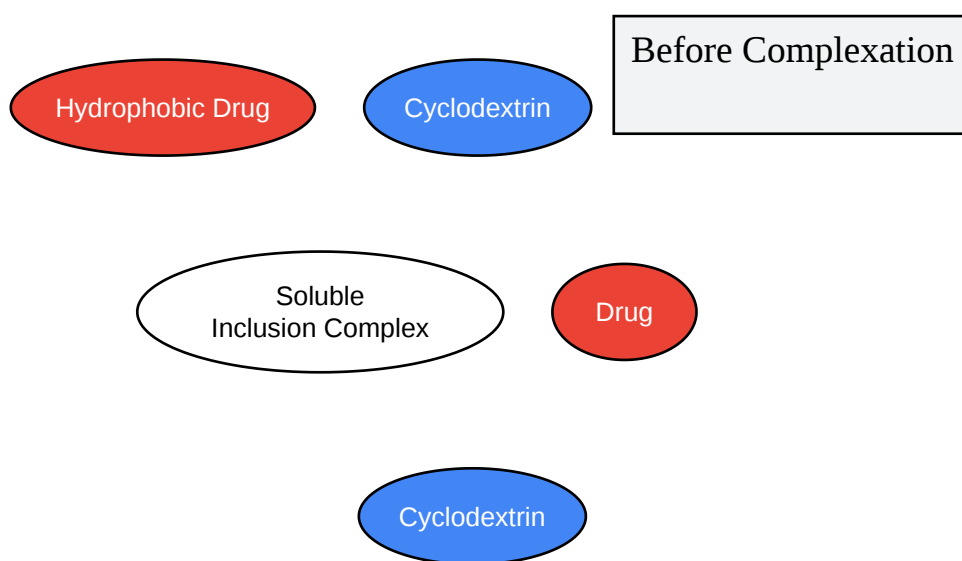 Hydrophobic Drug
Cyclodextrin
Before Complexation
Soluble
Inclusion Complex
Drug
Cyclodextrin